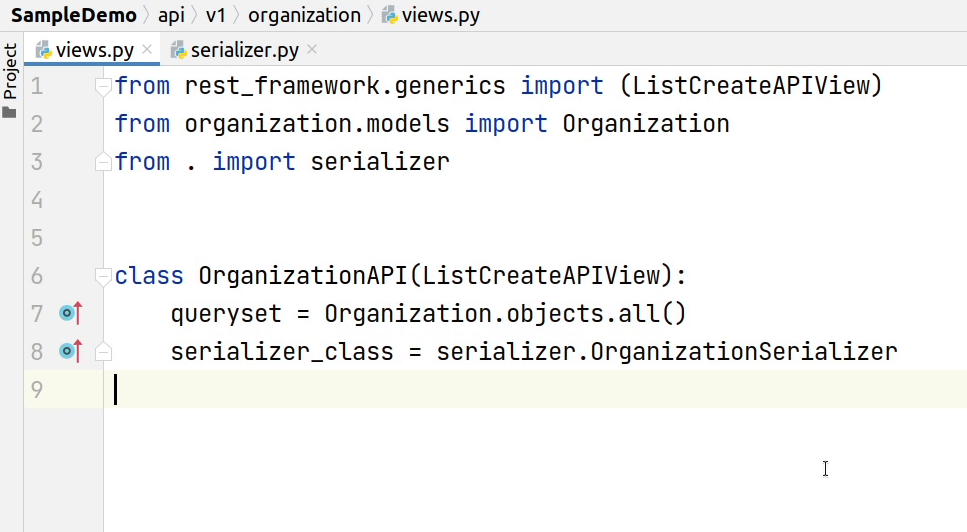 SampleDemo 〉 api 〉 v1 〉 organization 〉 views.py
views.py × serializer.py ×
Project
1 from rest_framework.generics import (ListCreateAPIView)
2 from organization.models import Organization
3 from . import serializer
4
5
6 class OrganizationAPI(ListCreateAPIView):
7     queryset = Organization.objects.all()
8     serializer_class = serializer.OrganizationSerializer
9